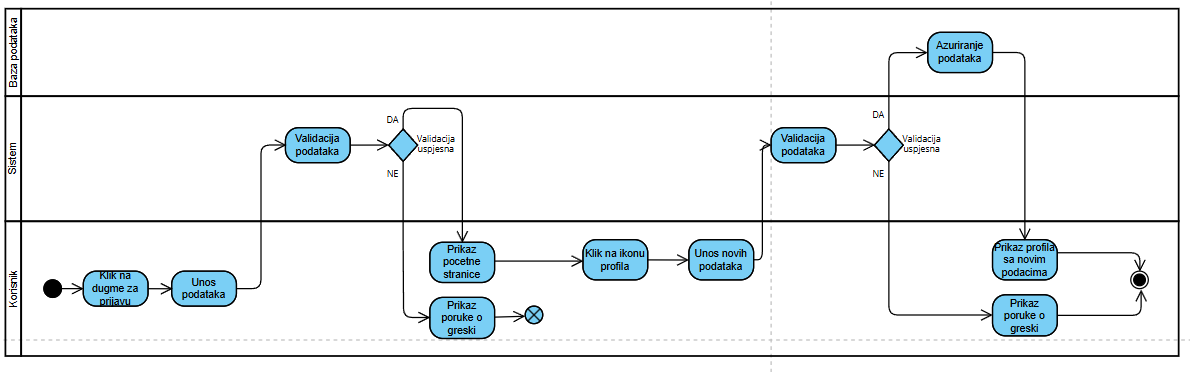 Baza podataka
Azuriranje
podataka
Sistem
Validacija
podataka
DA
Validacija
uspjesna
NE
Validacija
podataka
DA
Validacija
uspjesna
NE
Korisnik
Klik na
dugme za
prijavu
Unos
podataka
Prikaz
pocetne
stranice
Prikaz
poruke o
greski
Klik na ikonu
profila
Unos novih
podataka
Prikaz profila
sa novim
podacima
Prikaz
poruke o
greski